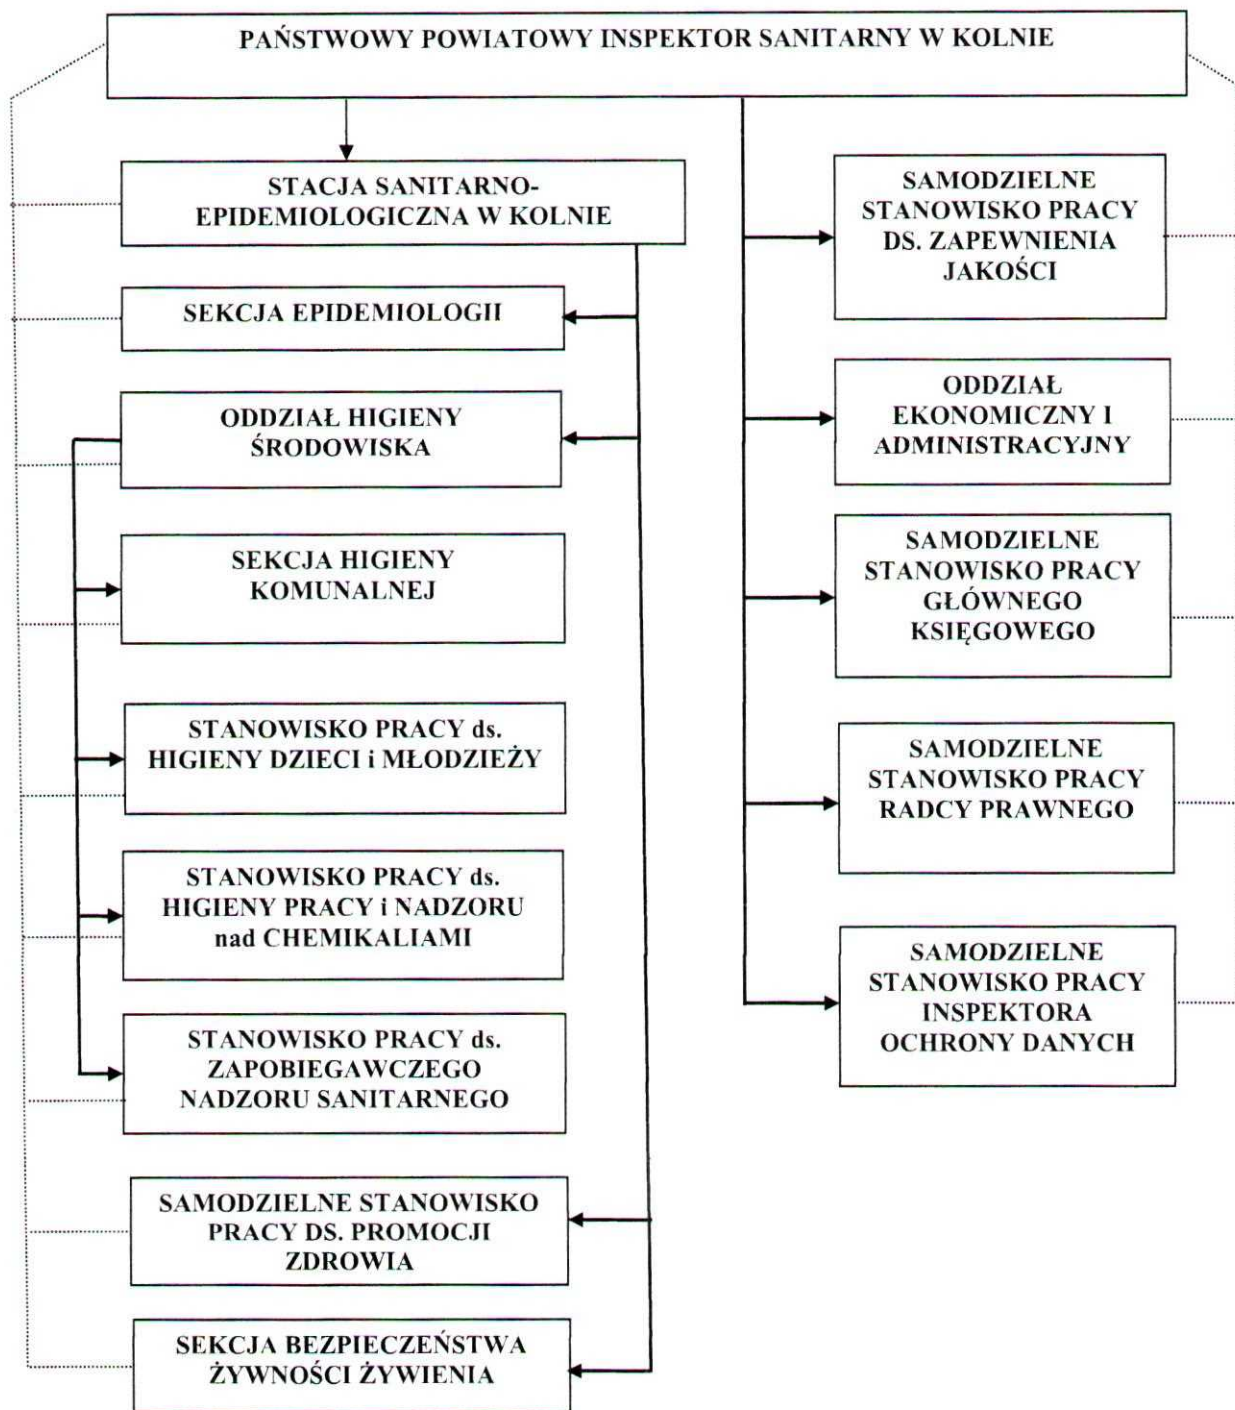 PAŃSTWOWY POWIATOWY INSPEKTOR SANITARNY W KOLNIE
STACJA SANITARNO-
EPIDEMIOLOGICZNA W KOLNIE
SEKCJA EPIDEMIOLOGII
ODDZIAŁ HIGIENY
ŚRODOWISKA
SEKCJA HIGIENY
KOMUNALNEJ
STANOWISKO PRACY ds.
HIGIENY DZIECI i MŁODZIEŻY
STANOWISKO PRACY ds.
HIGIENY PRACY i NADZORU
nad CHEMIKALIAMI
STANOWISKO PRACY ds.
ZAPOBIEGAWCZEGO
NADZORU SANITARNEGO
SAMODZIELNE STANOWISKO
PRACY DS. PROMOCJI
ZDROWIA
SEKCJA BEZPIECZEŃSTWA
ŻYWNOŚCI ŻYWIENIA
SAMODZIELNE
STANOWISKO PRACY
DS. ZAPEWNIENIA
JAKOŚCI
ODDZIAŁ
EKONOMICZNY I
ADMINISTRACYJNY
SAMODZIELNE
STANOWISKO PRACY
GŁÓWNEGO
KSIĘGOWEGO
SAMODZIELNE
STANOWISKO PRACY
RADCY PRAWNEGO
SAMODZIELNE
STANOWISKO PRACY
INSPEKTORA
OCHRONY DANYCH